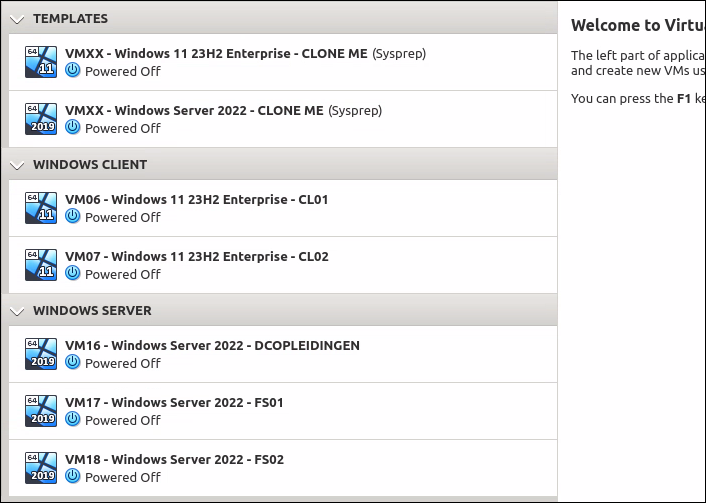 TEMPLATES
64 11
VMXX - Windows 11 23H2 Enterprise - CLONE ME (Sysprep)
Powered Off
64 2019
VMXX - Windows Server 2022 - CLONE ME (Sysprep)
Powered Off
WINDOWS CLIENT
64 11
VM06 - Windows 11 23H2 Enterprise - CL01
Powered Off
64 11
VM07 - Windows 11 23H2 Enterprise - CL02
Powered Off
WINDOWS SERVER
64 2019
VM16 - Windows Server 2022 - DCOPLEIDINGEN
Powered Off
64 2019
VM17 - Windows Server 2022 - FS01
Powered Off
64 2019
VM18 - Windows Server 2022 - FS02
Powered Off
Welcome to Virtu
The left part of applica
and create new VMs us
You can press the F1 ke